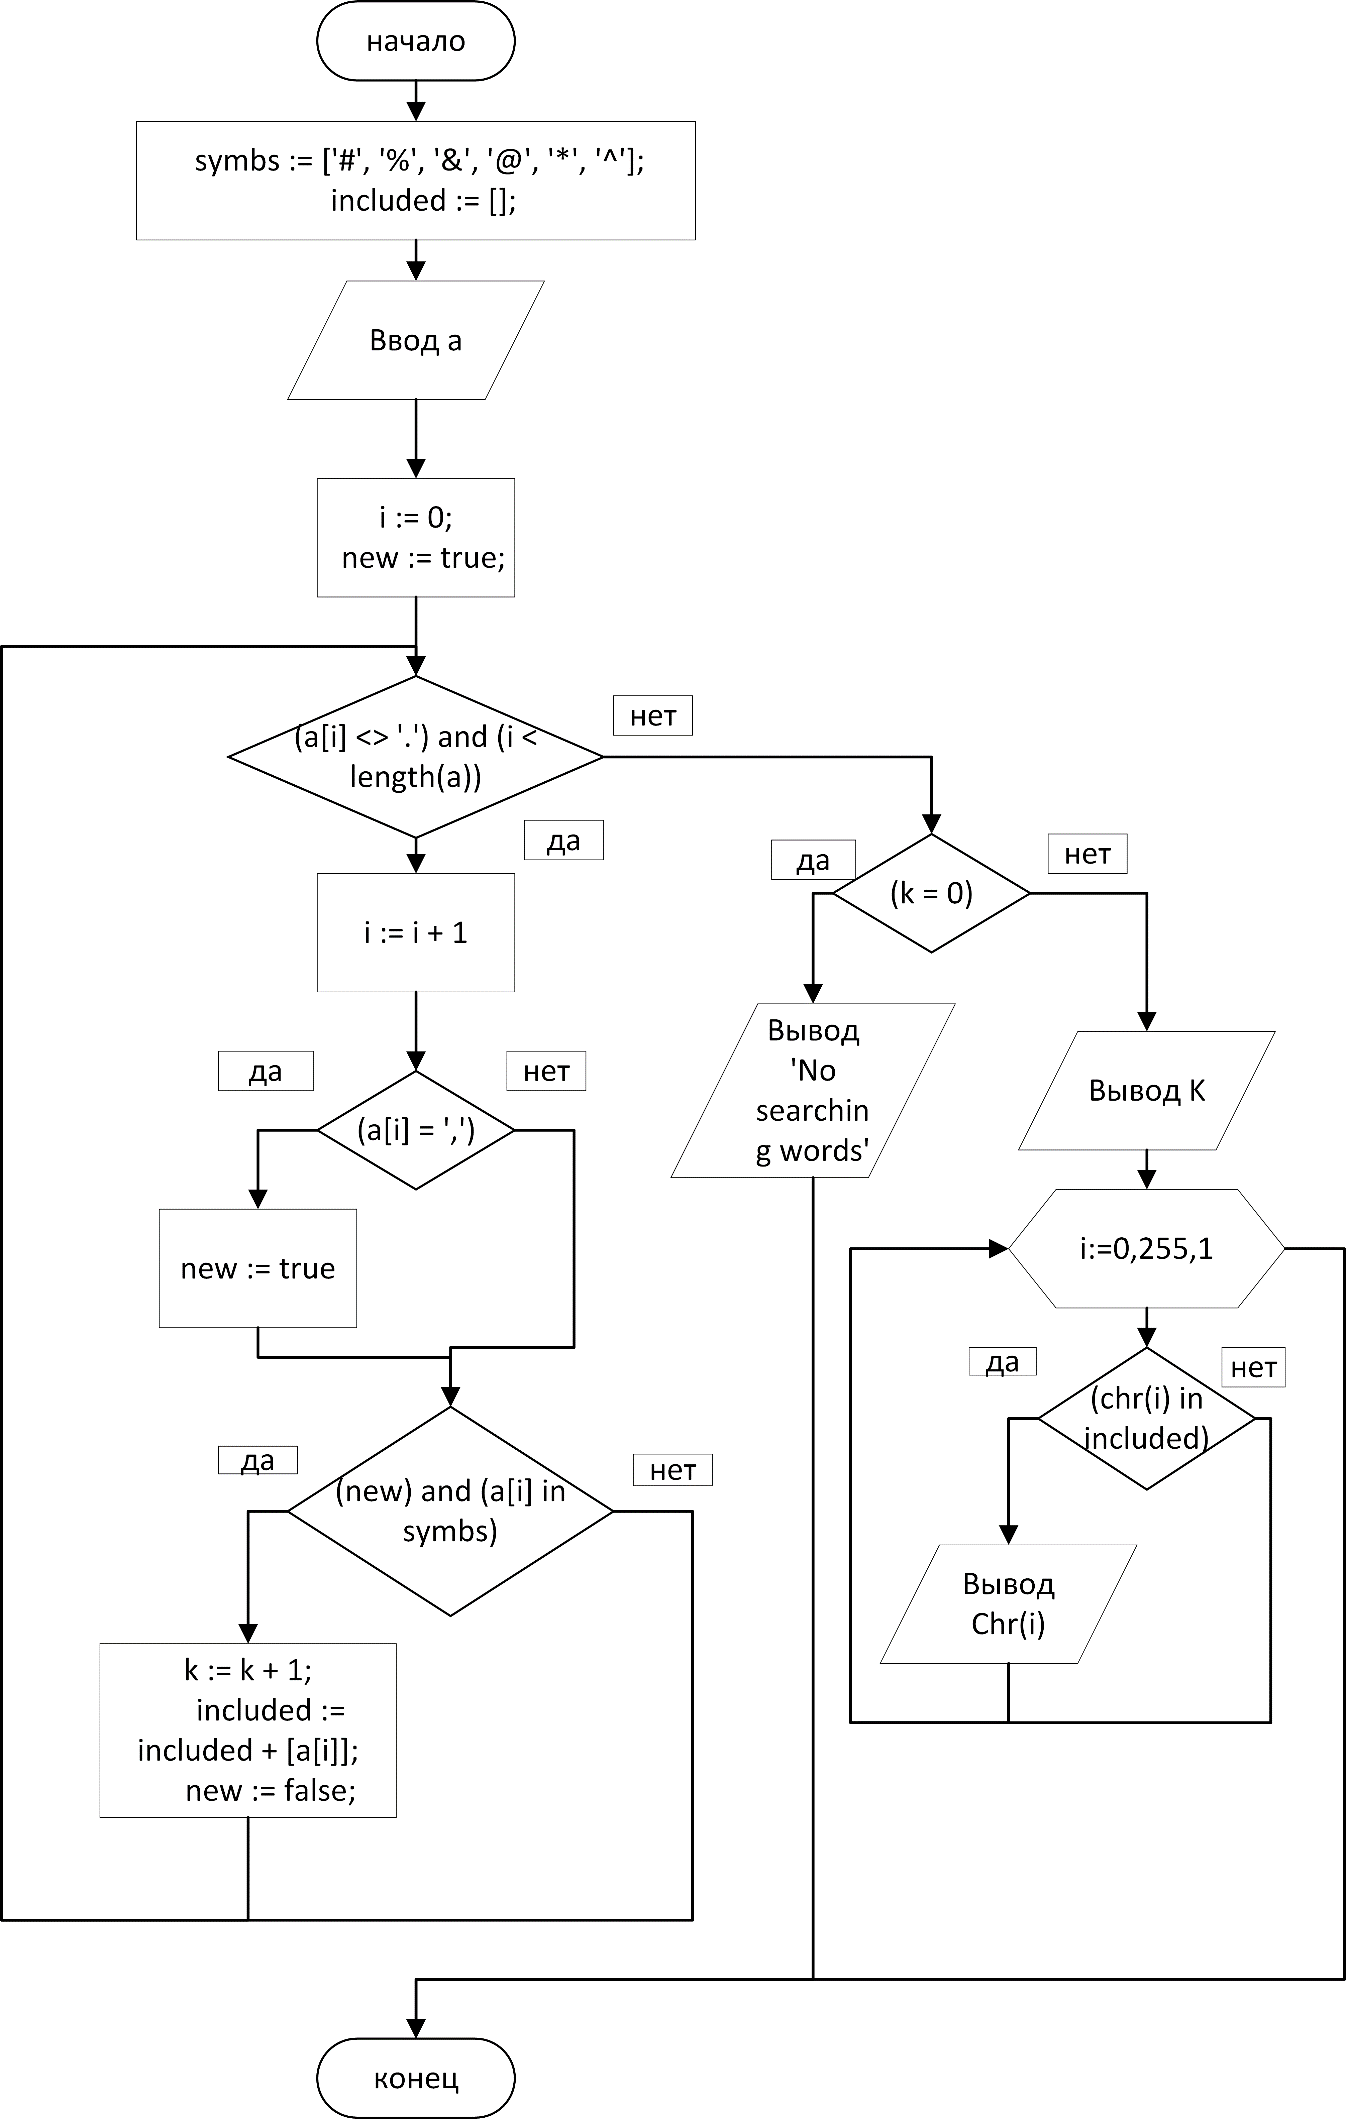 начало
symbs := ['#', '%', '&', '@', '*', '^'];
included := [];
Ввод a
i := 0;
new := true;
(a[i] <> '.') and (i <
length(a))
нет
да
i := i + 1
да
нет
(a[i] = ',')
new := true
да
нет
(new) and (a[i] in
symbs)
k := k + 1;
included :=
included + [a[i]];
new := false;
да
нет
(k = 0)
Вывод
'No
searchin
g words'
Вывод K
i:=0,255,1
да
нет
(chr(i) in
included)
Вывод
Chr(i)
конец